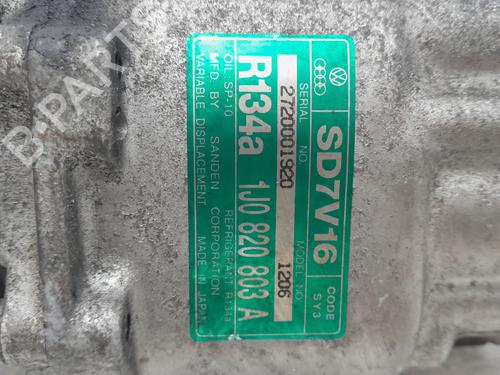 SD7V16
CODE
SY3
SERIAL NO.
MODEL NO.
2720001920
1206
R134a
1J0 820 803 A
OIL: SP-10
REFRIGERANT R134a
MFD. BY SANDEN CORPORATION
VARIABLE DISPLACEMENT MADE IN JAPAN
B-PARTS